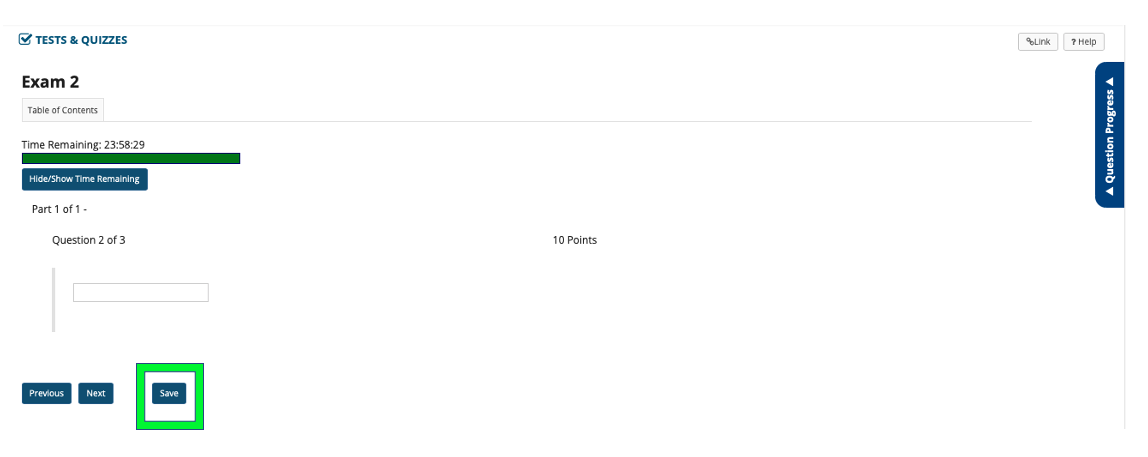 TESTS & QUIZZES
Link
? Help
Exam 2
Table of Contents
Time Remaining: 23:58:29
Hide/Show Time Remaining
Part 1 of 1 -
Question 2 of 3
10 Points
Previous
Next
Save
◀ Question Progress ◀